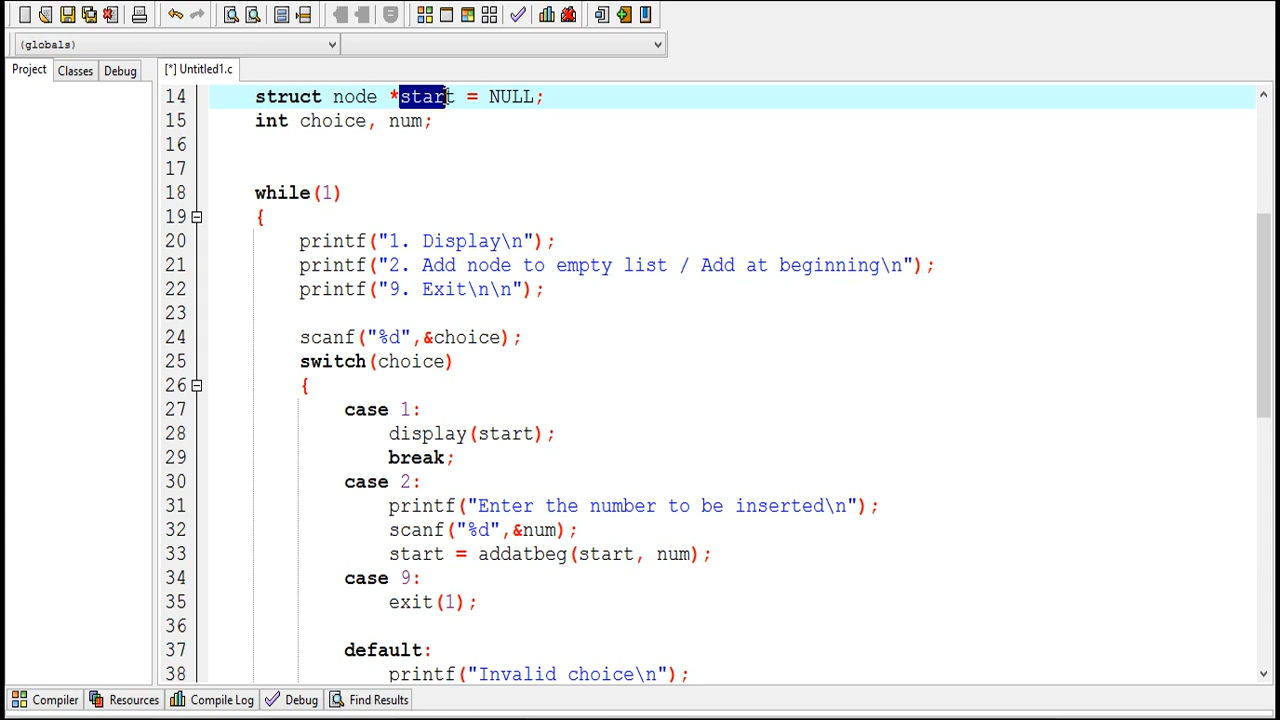 (globals)
Project Classes Debug [*] Untitled1.c
14 struct node *start = NULL;
15 int choice, num;
16
17
18 while(1)
19 {
20 printf("1. Display\n");
21 printf("2. Add node to empty list / Add at beginning\n");
22 printf("9. Exit\n\n");
23
24 scanf("%d",&choice);
25 switch(choice)
26 {
27 case 1:
28 display(start);
29 break;
30 case 2:
31 printf("Enter the number to be inserted\n");
32 scanf("%d",&num);
33 start = addatbeg(start, num);
34 case 9:
35 exit(1);
36
37 default:
38 printf("Invalid choice\n");
Compiler Resources Compile Log Debug Find Results